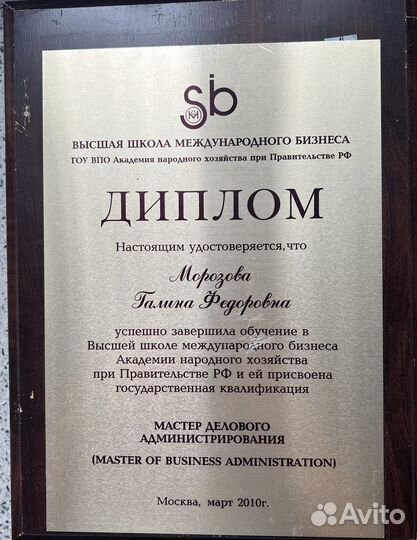 Sib
ВЫСШАЯ ШКОЛА МЕЖДУНАРОДНОГО БИЗНЕСА
ГОУ ВПО Академия народного хозяйства при Правительстве РФ
ДИПЛОМ
Настоящим удостоверяется,что
Морозова
Галина Федоровна
успешно завершила обучение в
Высшей школе международного бизнеса
Академии народного хозяйства
при Правительстве РФ и ей присвоена
государственная квалификация
МАСТЕР ДЕЛОВОГО
АДМИНИСТРИРОВАНИЯ
(MASTER OF BUSINESS ADMINISTRATION)
Москва, март 2010г.
Avito